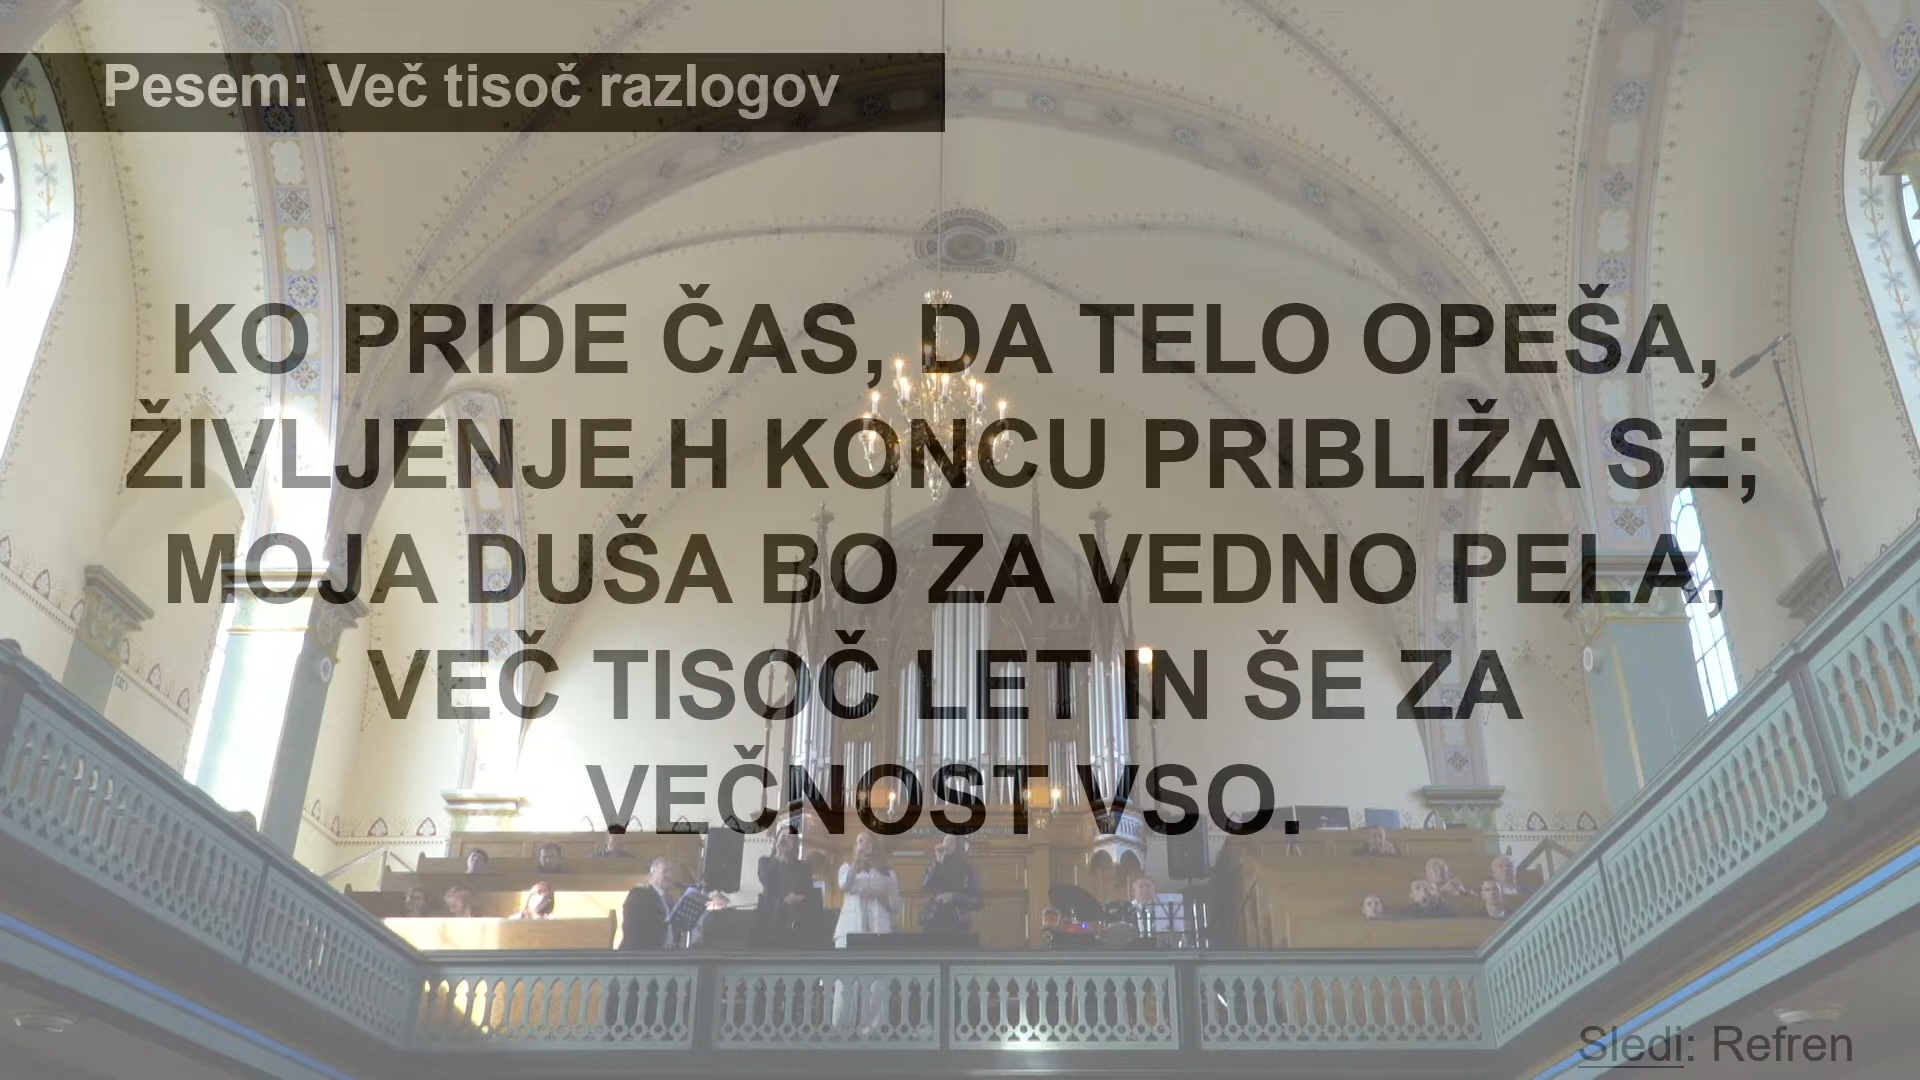 Pesem: Več tisoč razlogov
KO PRIDE ČAS, DA TELO OPEŠA,
ŽIVLJENJE H KONCU PRIBLIŽA SE;
MOJA DUŠA BO ZA VEDNO PELA,
VEČ TISOČ LET IN ŠE ZA
VEČNOST VSO.
Sledi: Refren